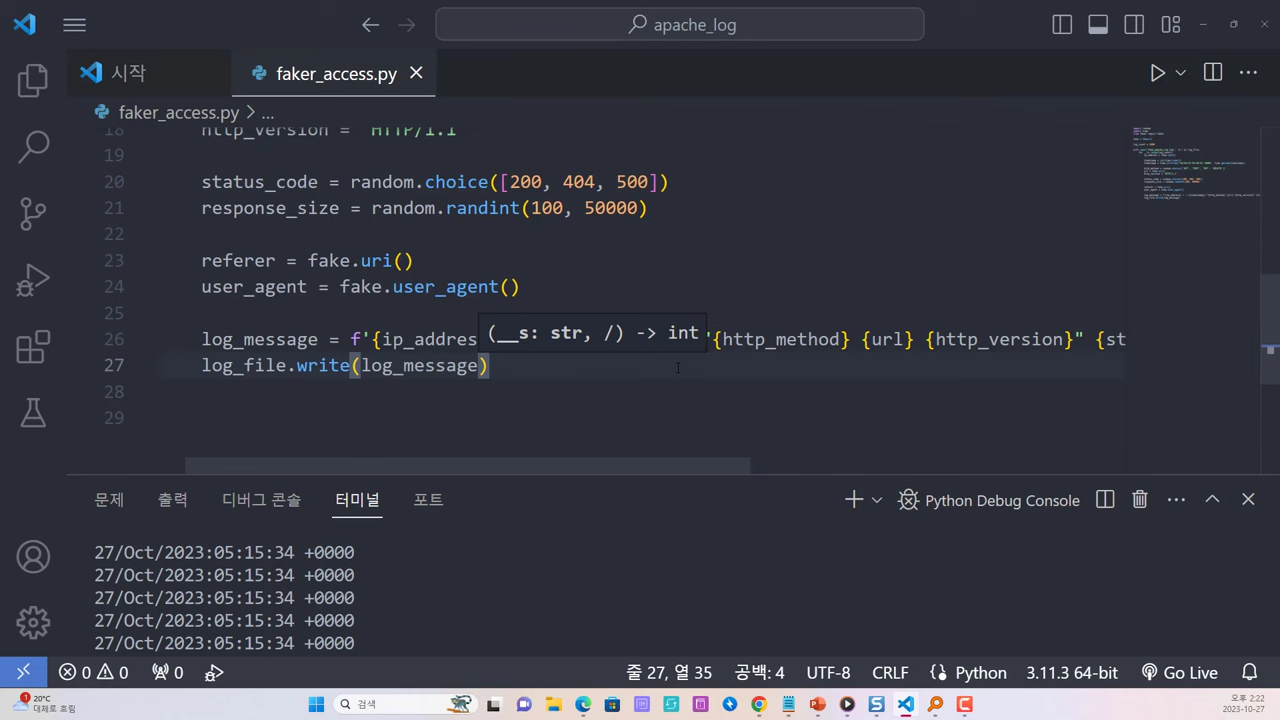 apache_log
시작
faker_access.py
faker_access.py > ...
18 http_version = "HTTP/1.1"
19
20 status_code = random.choice([200, 404, 500])
21 response_size = random.randint(100, 50000)
22
23 referer = fake.uri()
24 user_agent = fake.user_agent()
25
(__s: str, /) -> int
26 log_message = f'{ip_addres "{http_method} {url} {http_version}" {st
27 log_file.write(log_message)
28
29
문제 출력 디버그 콘솔 터미널 포트 Python Debug Console
27/Oct/2023:05:15:34 +0000
27/Oct/2023:05:15:34 +0000
27/Oct/2023:05:15:34 +0000
27/Oct/2023:05:15:34 +0000
27/Oct/2023:05:15:34 +0000
0 0 0 줄 27, 열 35 공백: 4 UTF-8 CRLF Python 3.11.3 64-bit Go Live
1 20°C
대체로 흐림
검색
오후 2:22
2023-10-27